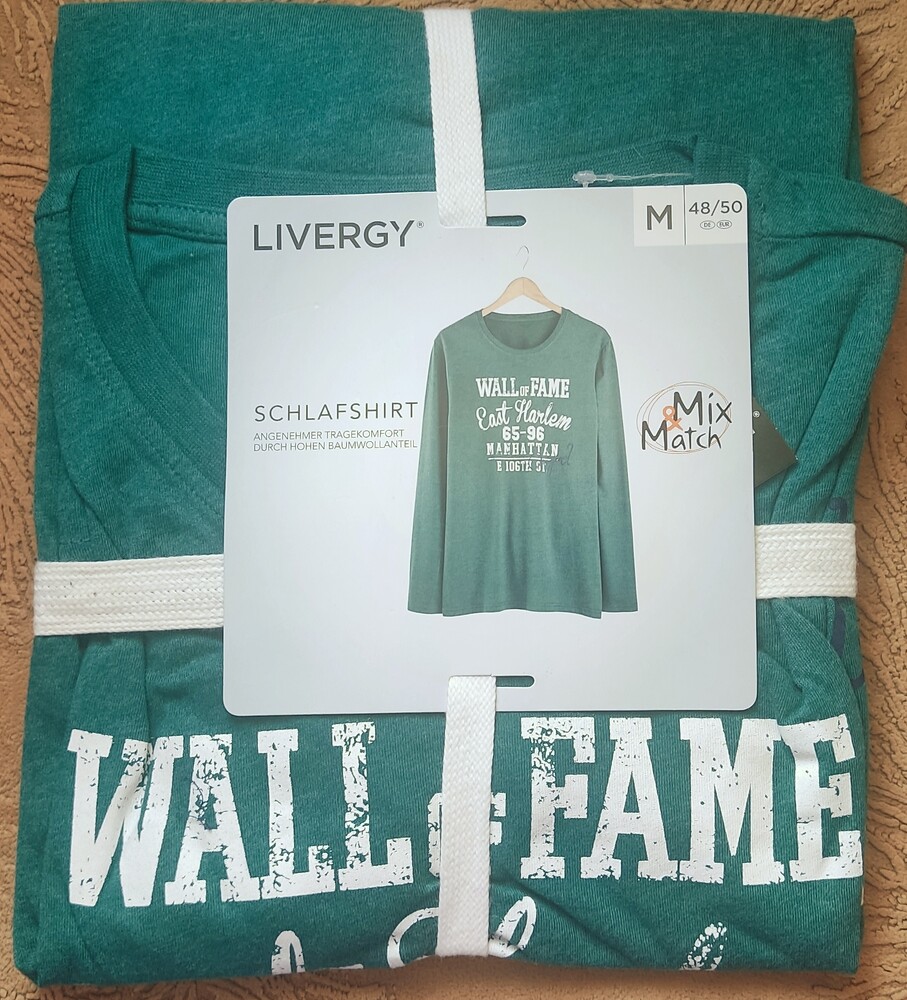 LIVERGY®
M 48/50
DE EUR
SCHLAFSHIRT
ANGENEHMER TRAGEKOMFORT
DURCH HOHEN BAUMWOLLANTEIL
WALL OF FAME
East Harlem
65-96
MANHATTAN
E 106TH ST.
Mix
&
Match
WALL OF FAME